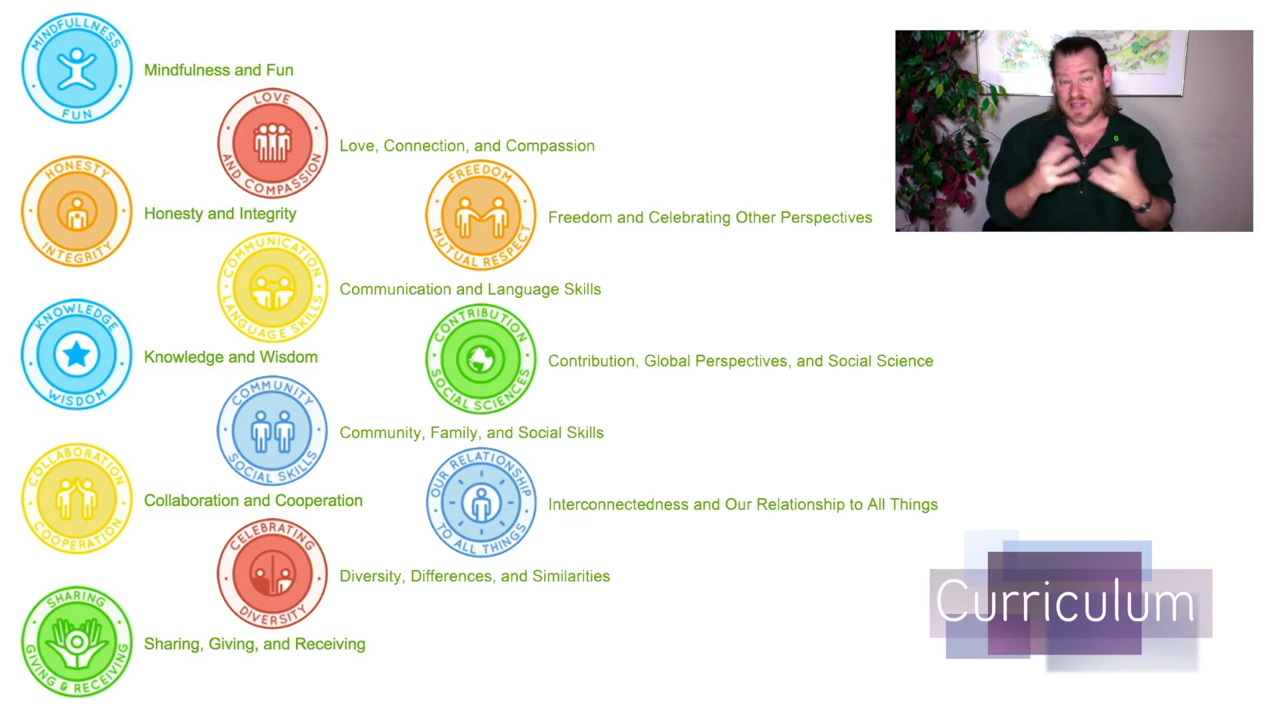 MINDFULLNESS
FUN
Mindfulness and Fun
LOVE
AND COMPASSION
Love, Connection, and Compassion
HONESTY
INTEGRITY
Honesty and Integrity
FREEDOM
MUTUAL RESPECT
Freedom and Celebrating Other Perspectives
COMMUNICATION
LANGUAGE SKILLS
Communication and Language Skills
KNOWLEDGE
WISDOM
Knowledge and Wisdom
CONTRIBUTION
SOCIAL SCIENCES
Contribution, Global Perspectives, and Social Science
COMMUNITY
SOCIAL SKILLS
Community, Family, and Social Skills
COLLABORATION
COOPERATION
Collaboration and Cooperation
OUR RELATIONSHIP
TO ALL THINGS
Interconnectedness and Our Relationship to All Things
CELEBRATING
DIVERSITY
Diversity, Differences, and Similarities
SHARING
GIVING & RECEIVING
Sharing, Giving, and Receiving
Curriculum